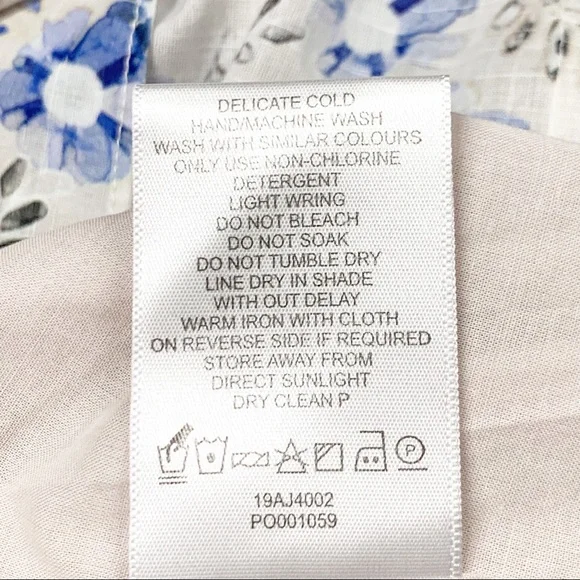 DELICATE COLD
HAND/MACHINE WASH
WASH WITH SIMILAR COLOURS
ONLY USE NON-CHLORINE
DETERGENT
LIGHT WRING
DO NOT BLEACH
DO NOT SOAK
DO NOT TUMBLE DRY
LINE DRY IN SHADE
WITH OUT DELAY
WARM IRON WITH CLOTH
ON REVERSE SIDE IF REQUIRED
STORE AWAY FROM
DIRECT SUNLIGHT
DRY CLEAN P
P
19AJ4002
PO001059